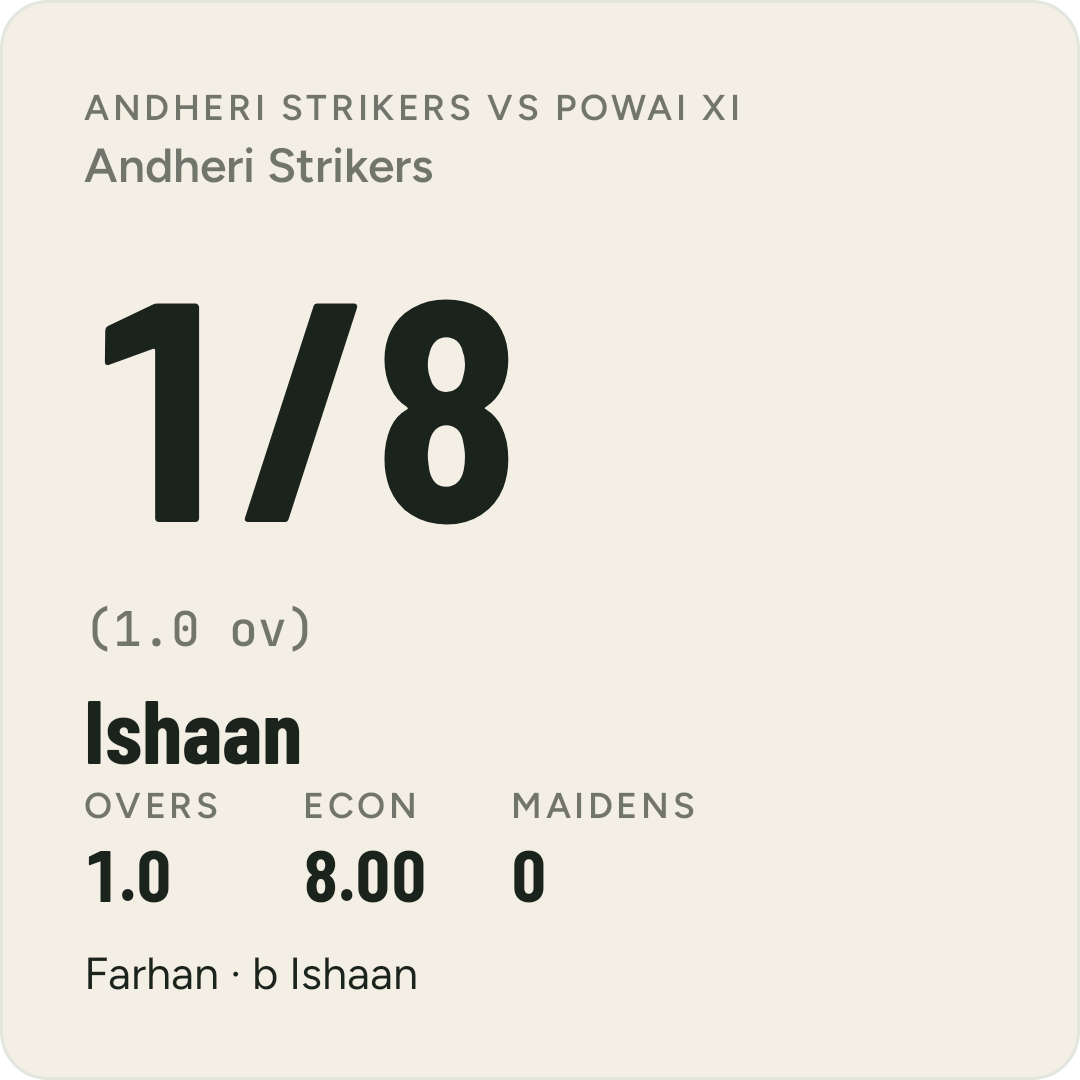 ANDHERI STRIKERS VS POWAI XI
Andheri Strikers
1/8
(1.0 ov)
Ishaan
OVERS ECON MAIDENS
1.0 8.00 0
Farhan · b Ishaan